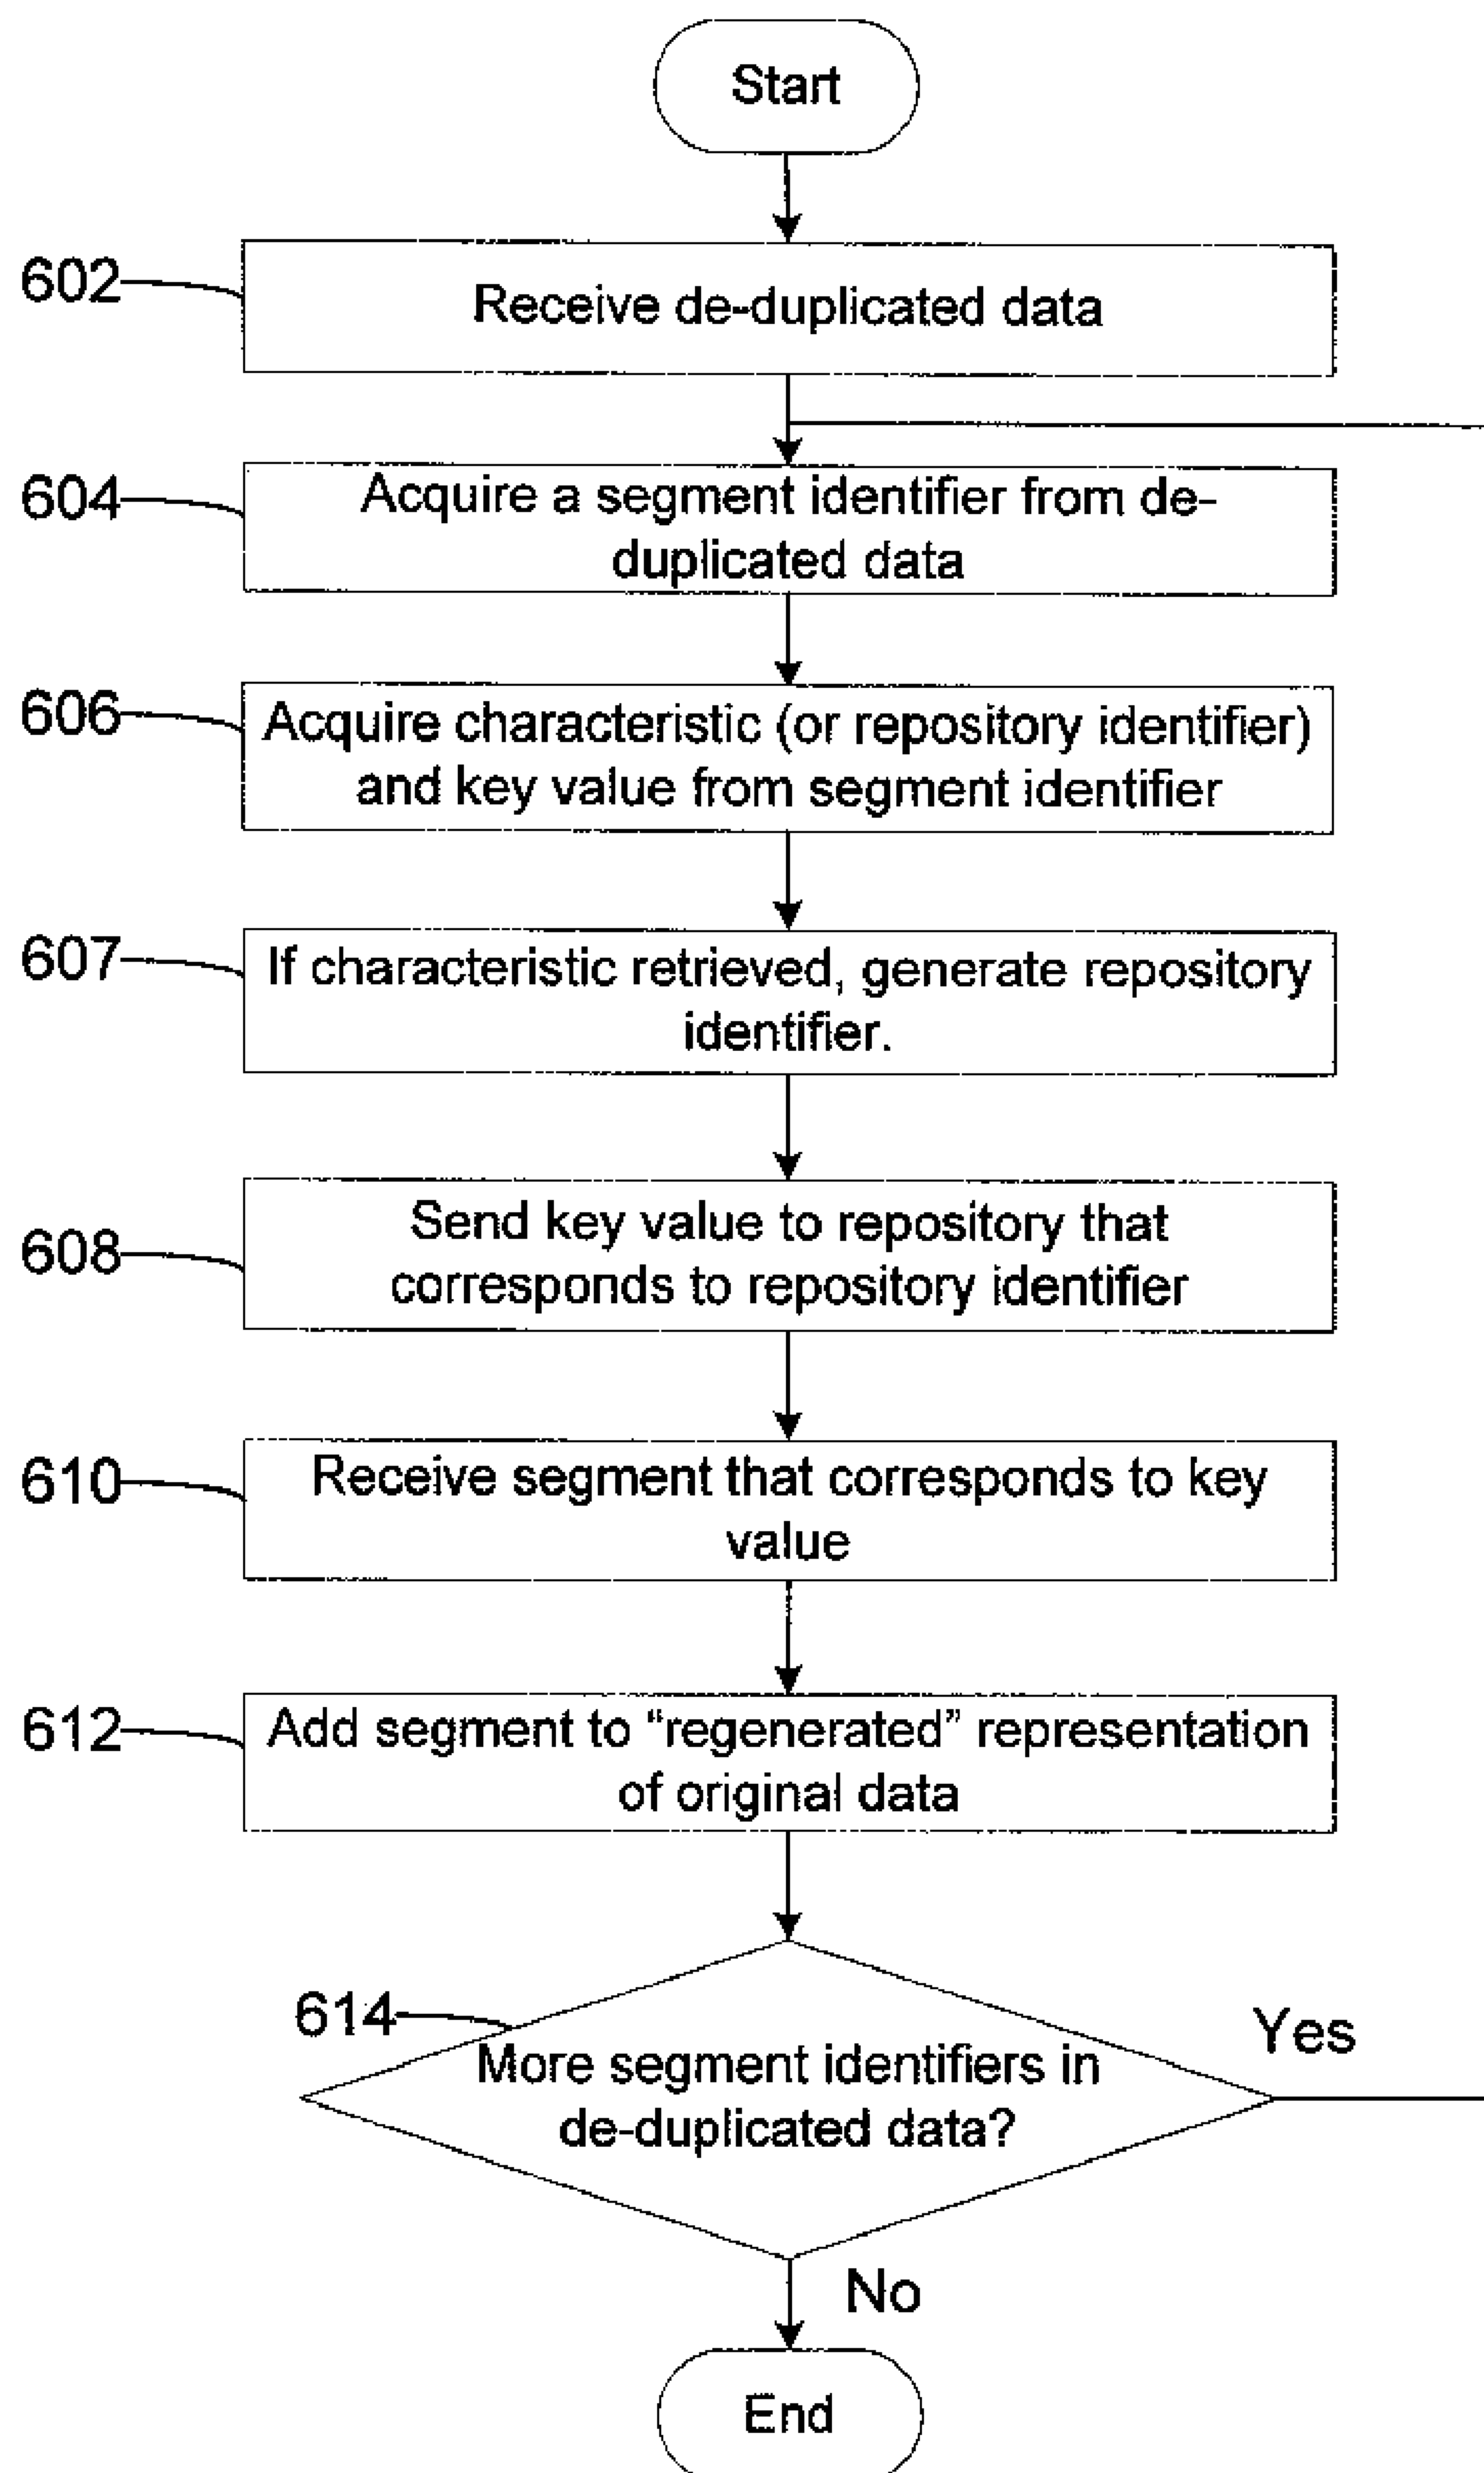 Start
602
Receive de-duplicated data
604
Acquire a segment identifier from de-
duplicated data
606
Acquire characteristic (or repository identifier)
and key value from segment identifier
607
If characteristic retrieved, generate repository
identifier.
608
Send key value to repository that
corresponds to repository identifier
610
Receive segment that corresponds to key
value
612
Add segment to “regenerated” representation
of original data
614
Yes
More segment identifiers in
de-duplicated data?
No
End